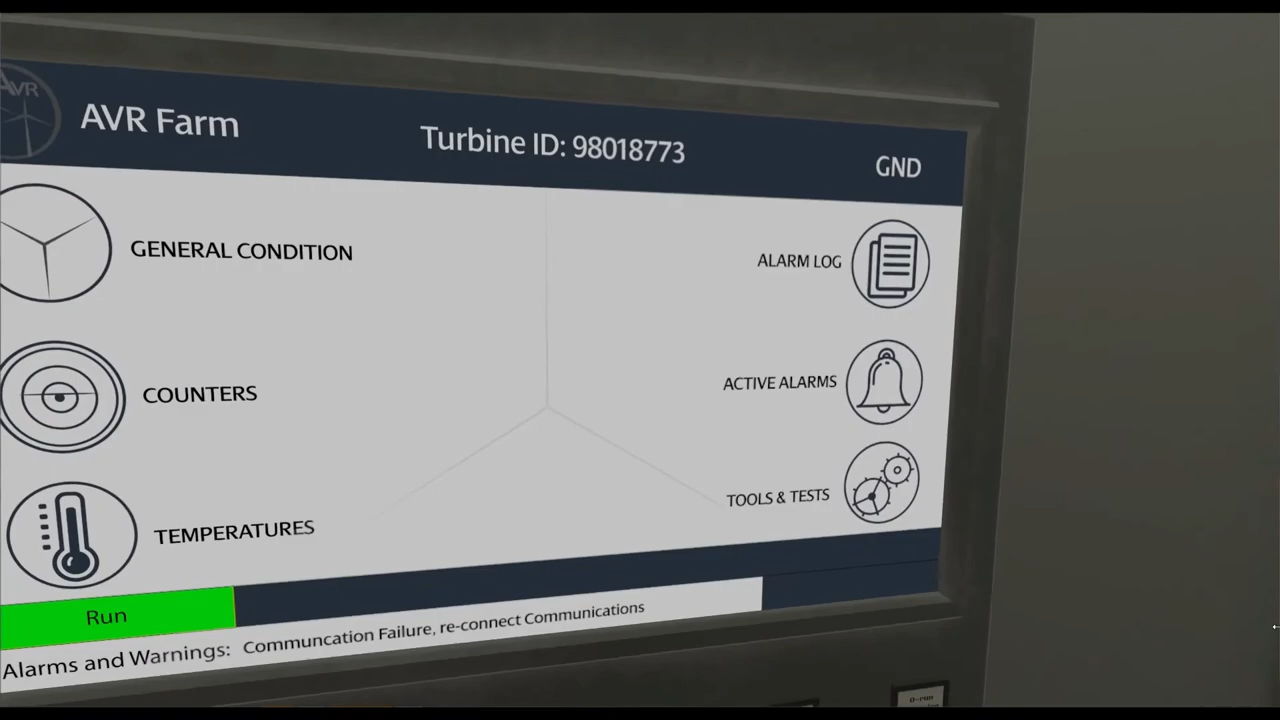 AVR
AVR Farm
Turbine ID: 98018773
GND
GENERAL CONDITION
ALARM LOG
COUNTERS
ACTIVE ALARMS
TEMPERATURES
TOOLS & TESTS
Run
Alarms and Warnings: Communcation Failure, re-connect Communications